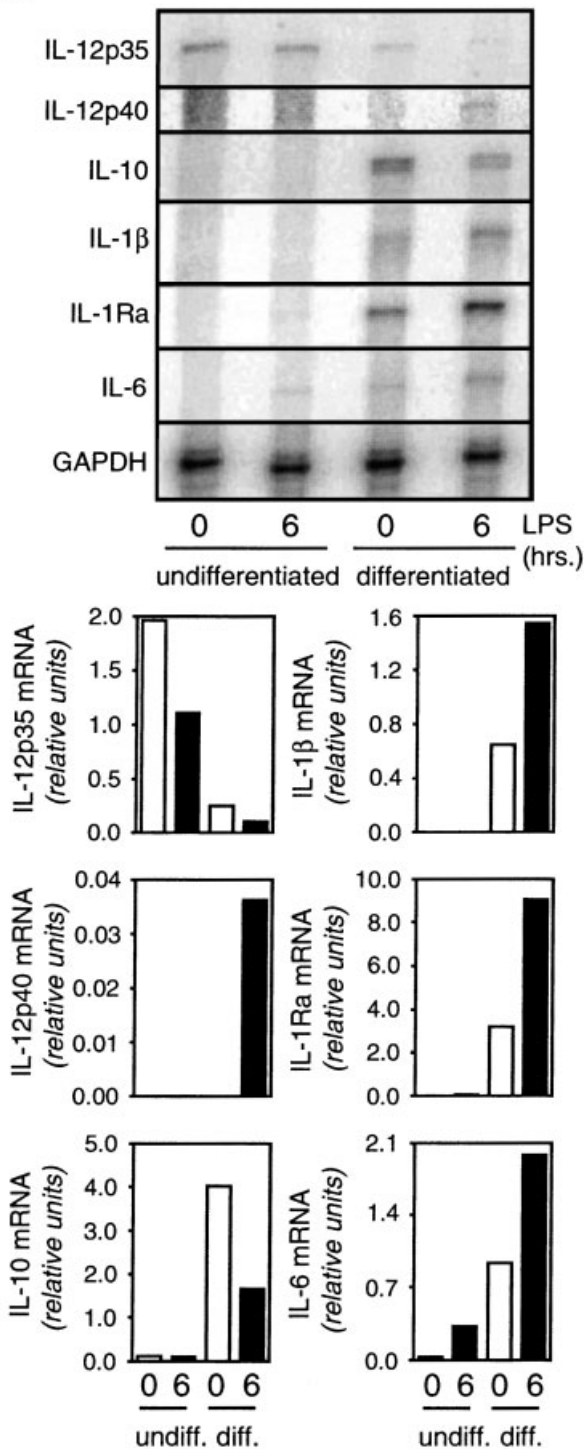 IL-12p35
IL-12p40
IL-10
IL-1β
IL-1Ra
IL-6
GAPDH
0 6 0 6 LPS
(hrs.)
undifferentiated differentiated
IL-12p35 mRNA
(relative units)
2.0
1.5
1.0
0.5
0.0
IL-1β mRNA
(relative units)
1.6
1.2
0.8
0.4
0.0
IL-12p40 mRNA
(relative units)
0.04
0.03
0.02
0.01
0.00
IL-1Ra mRNA
(relative units)
10.0
8.0
6.0
4.0
2.0
0.0
IL-10 mRNA
(relative units)
5.0
4.0
3.0
2.0
1.0
0.0
0 6 0 6
undiff. diff.
IL-6 mRNA
(relative units)
2.1
1.4
0.7
0.0
0 6 0 6
undiff. diff.